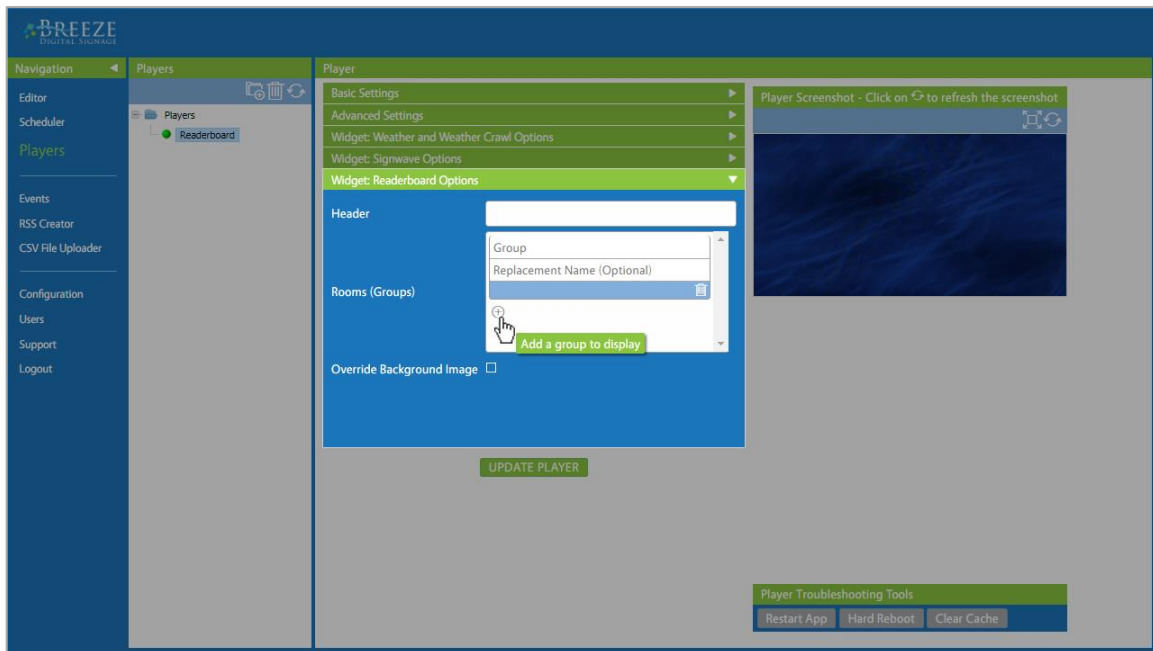 BREEZE
DIGITAL SIGNAGE
Navigation
Editor
Scheduler
Players
Events
RSS Creator
CSV File Uploader
Configuration
Users
Support
Logout
Players
Players
Readerboard
Player
Basic Settings
Advanced Settings
Widget: Weather and Weather Crawl Options
Widget: Signwave Options
Widget: Readerboard Options
Header
Rooms (Groups)
Group
Replacement Name (Optional)
Add a group to display
Override Background Image
UPDATE PLAYER
Player Screenshot - Click on to refresh the screenshot
Player Troubleshooting Tools
Restart App Hard Reboot Clear Cache